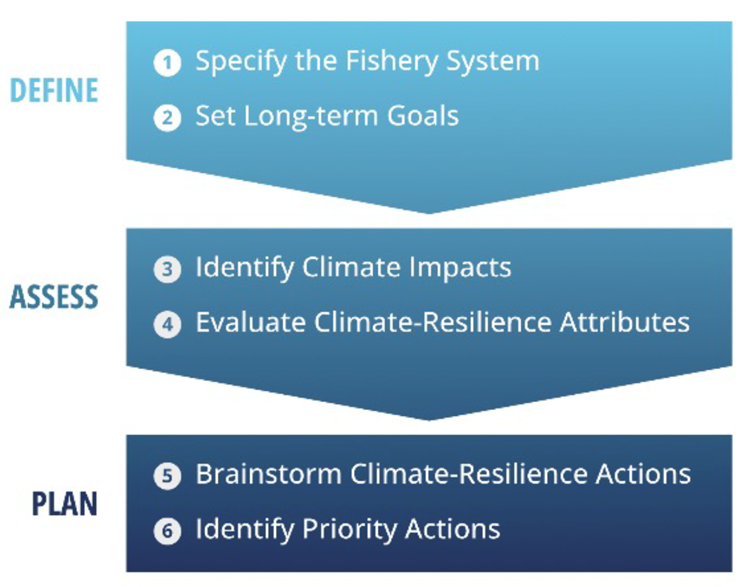 DEFINE
1 Specify the Fishery System
2 Set Long-term Goals
ASSESS
3 Identify Climate Impacts
4 Evaluate Climate-Resilience Attributes
PLAN
5 Brainstorm Climate-Resilience Actions
6 Identify Priority Actions